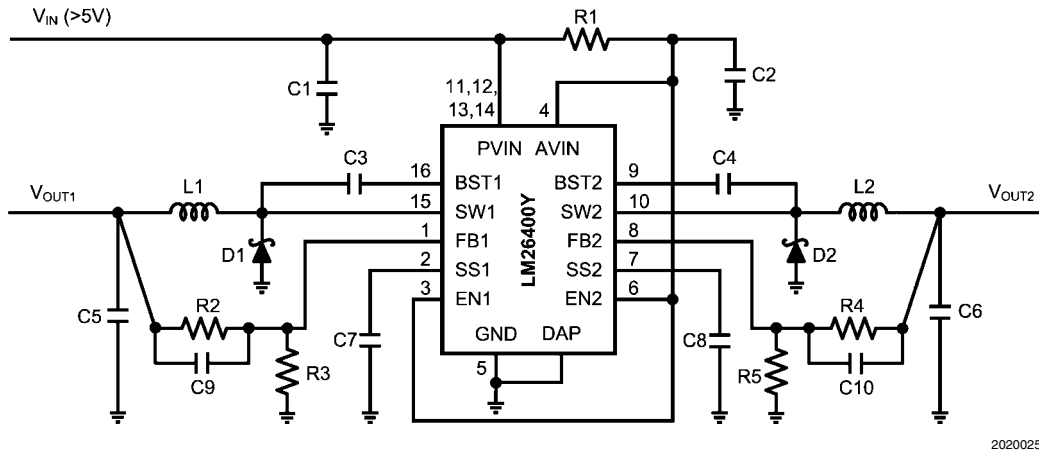 V_IN (>5V)
R1
C1
C2
11,12,
13,14
4
PVIN AVIN
C3
16
BST1
BST2
9
C4
L1
L2
V_OUT1
15
SW1
SW2
10
V_OUT2
LM26400Y
1
FB1
FB2
8
D1
D2
2
SS1
SS2
7
3
EN1
EN2
6
C5
R2
C7
GND DAP
C8
R4
C6
C9
R3
5
R5
C10
2020025